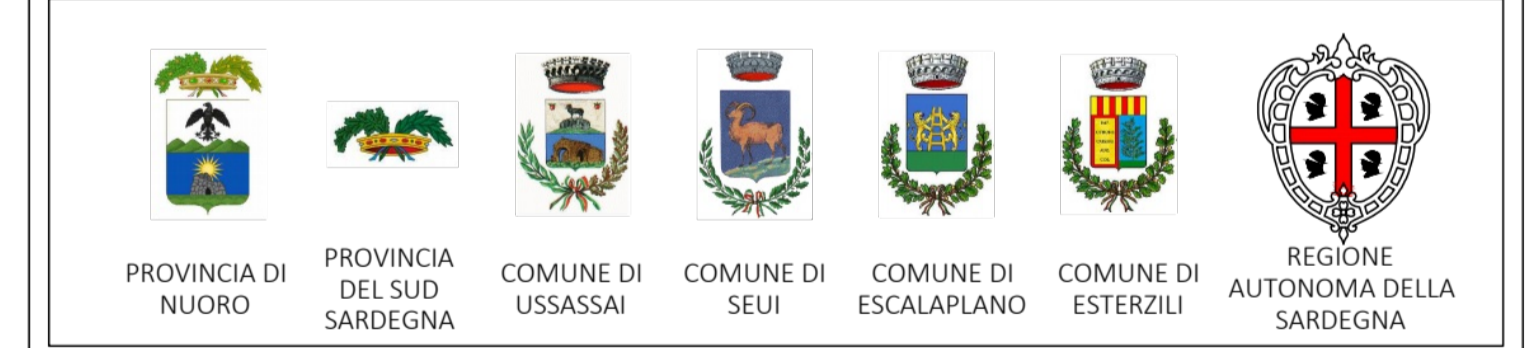 PROVINCIA DI
NUORO
PROVINCIA
DEL SUD
SARDEGNA
COMUNE DI
USSASSAI
COMUNE DI
SEUI
COMUNE DI
ESCALAPLANO
COMUNE DI
ESTERZILI
REGIONE
AUTONOMA DELLA
SARDEGNA